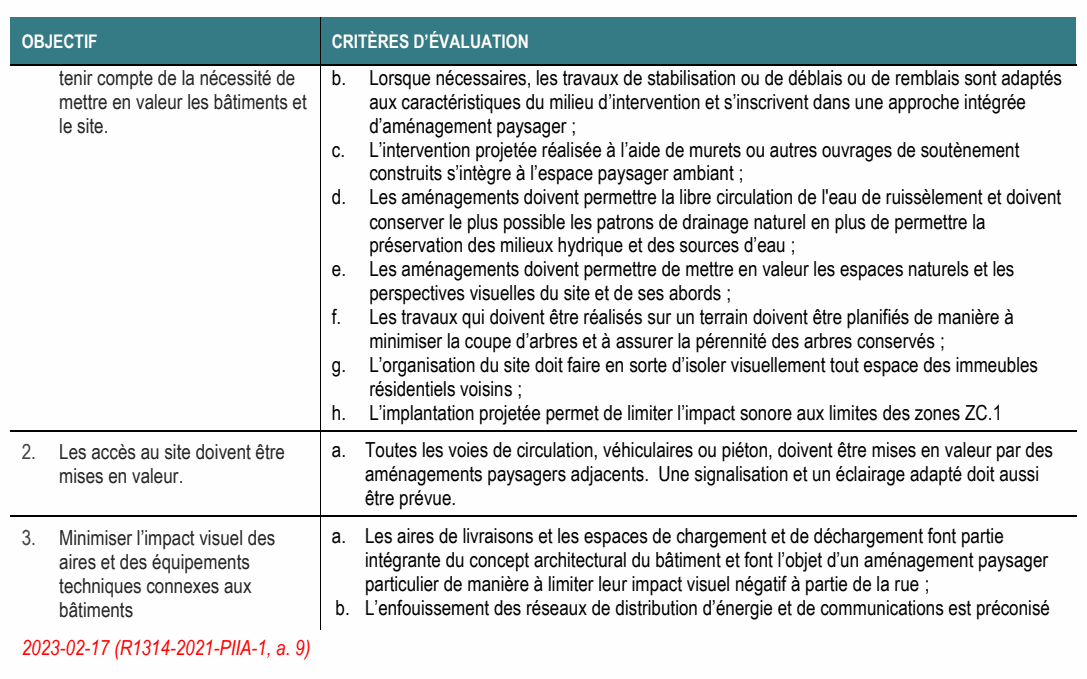 OBJECTIF
CRITÈRES D’ÉVALUATION
tenir compte de la nécessité de
mettre en valeur les bâtiments et
le site.
b. Lorsque nécessaires, les travaux de stabilisation ou de déblais ou de remblais sont adaptés
aux caractéristiques du milieu d’intervention et s’inscrivent dans une approche intégrée
d’aménagement paysager ;
c. L’intervention projetée réalisée à l’aide de murets ou autres ouvrages de soutènement
construits s’intègre à l’espace paysager ambiant ;
d. Les aménagements doivent permettre la libre circulation de l'eau de ruissèlement et doivent
conserver le plus possible les patrons de drainage naturel en plus de permettre la
préservation des milieux hydrique et des sources d’eau ;
e. Les aménagements doivent permettre de mettre en valeur les espaces naturels et les
perspectives visuelles du site et de ses abords ;
f. Les travaux qui doivent être réalisés sur un terrain doivent être planifiés de manière à
minimiser la coupe d’arbres et à assurer la pérennité des arbres conservés ;
g. L’organisation du site doit faire en sorte d’isoler visuellement tout espace des immeubles
résidentiels voisins ;
h. L’implantation projetée permet de limiter l’impact sonore aux limites des zones ZC.1
2. Les accès au site doivent être
mises en valeur.
a. Toutes les voies de circulation, véhiculaires ou piéton, doivent être mises en valeur par des
aménagements paysagers adjacents. Une signalisation et un éclairage adapté doit aussi
être prévue.
3. Minimiser l’impact visuel des
aires et des équipements
techniques connexes aux
bâtiments
a. Les aires de livraisons et les espaces de chargement et de déchargement font partie
intégrante du concept architectural du bâtiment et font l’objet d’un aménagement paysager
particulier de manière à limiter leur impact visuel négatif à partie de la rue ;
b. L’enfouissement des réseaux de distribution d’énergie et de communications est préconisé
2023-02-17 (R1314-2021-PIIA-1, a. 9)